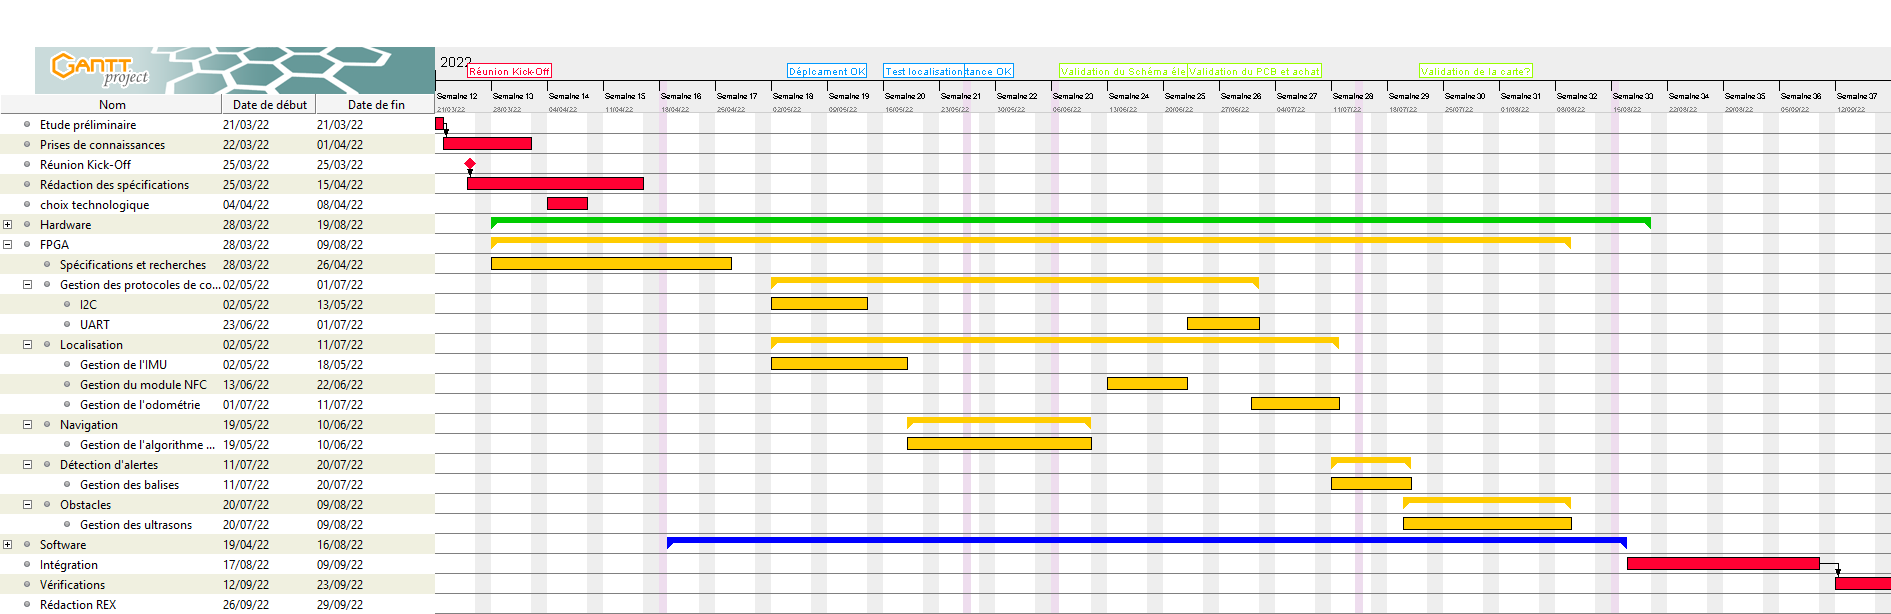 GANTT
project
2022
Réunion Kick-Off
Déplcament OK
Test localisation
tance OK
Validation du Schéma éle
Validation du PCB et achat
Validation de la carte?
Nom Date de début Date de fin
Semaine 12 Semaine 13 Semaine 14 Semaine 15 Semaine 16 Semaine 17 Semaine 18 Semaine 19 Semaine 20 Semaine 21 Semaine 22 Semaine 23 Semaine 24 Semaine 25 Semaine 26 Semaine 27 Semaine 28 Semaine 29 Semaine 30 Semaine 31 Semaine 32 Semaine 33 Semaine 34 Semaine 35 Semaine 36 Semaine 37
21/03/22 28/03/22 04/04/22 11/04/22 18/04/22 25/04/22 02/05/22 09/05/22 16/05/22 23/05/22 30/05/22 06/06/22 13/06/22 20/06/22 27/06/22 04/07/22 11/07/22 18/07/22 25/07/22 01/08/22 08/08/22 15/08/22 22/08/22 29/08/22 05/09/22 12/09/22
Etude préliminaire 21/03/22 21/03/22
Prises de connaissances 22/03/22 01/04/22
Réunion Kick-Off 25/03/22 25/03/22
Rédaction des spécifications 25/03/22 15/04/22
choix technologique 04/04/22 08/04/22
Hardware 28/03/22 19/08/22
FPGA 28/03/22 09/08/22
Spécifications et recherches 28/03/22 26/04/22
Gestion des protocoles de co... 02/05/22 01/07/22
I2C 02/05/22 13/05/22
UART 23/06/22 01/07/22
Localisation 02/05/22 11/07/22
Gestion de l'IMU 02/05/22 18/05/22
Gestion du module NFC 13/06/22 22/06/22
Gestion de l'odométrie 01/07/22 11/07/22
Navigation 19/05/22 10/06/22
Gestion de l'algorithme ... 19/05/22 10/06/22
Détection d'alertes 11/07/22 20/07/22
Gestion des balises 11/07/22 20/07/22
Obstacles 20/07/22 09/08/22
Gestion des ultrasons 20/07/22 09/08/22
Software 19/04/22 16/08/22
Intégration 17/08/22 09/09/22
Vérifications 12/09/22 23/09/22
Rédaction REX 26/09/22 29/09/22